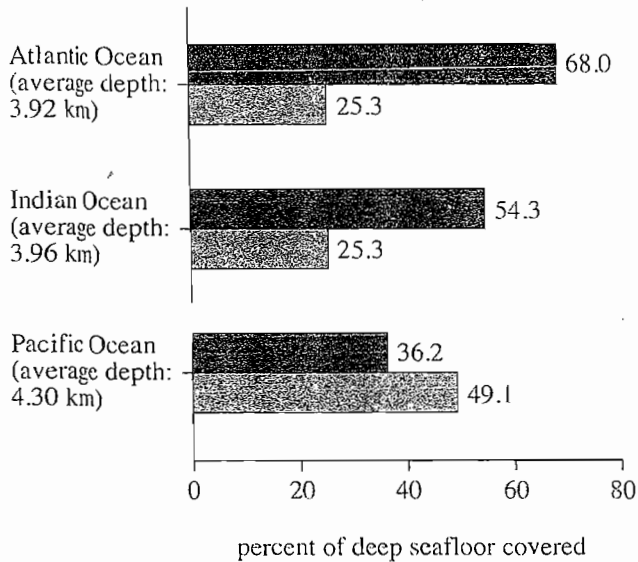 Atlantic Ocean
(average depth:
3.92 km)
68.0
25.3
Indian Ocean
(average depth:
3.96 km)
54.3
25.3
Pacific Ocean
(average depth:
4.30 km)
36.2
49.1
0 20 40 60 80
percent of deep seafloor covered